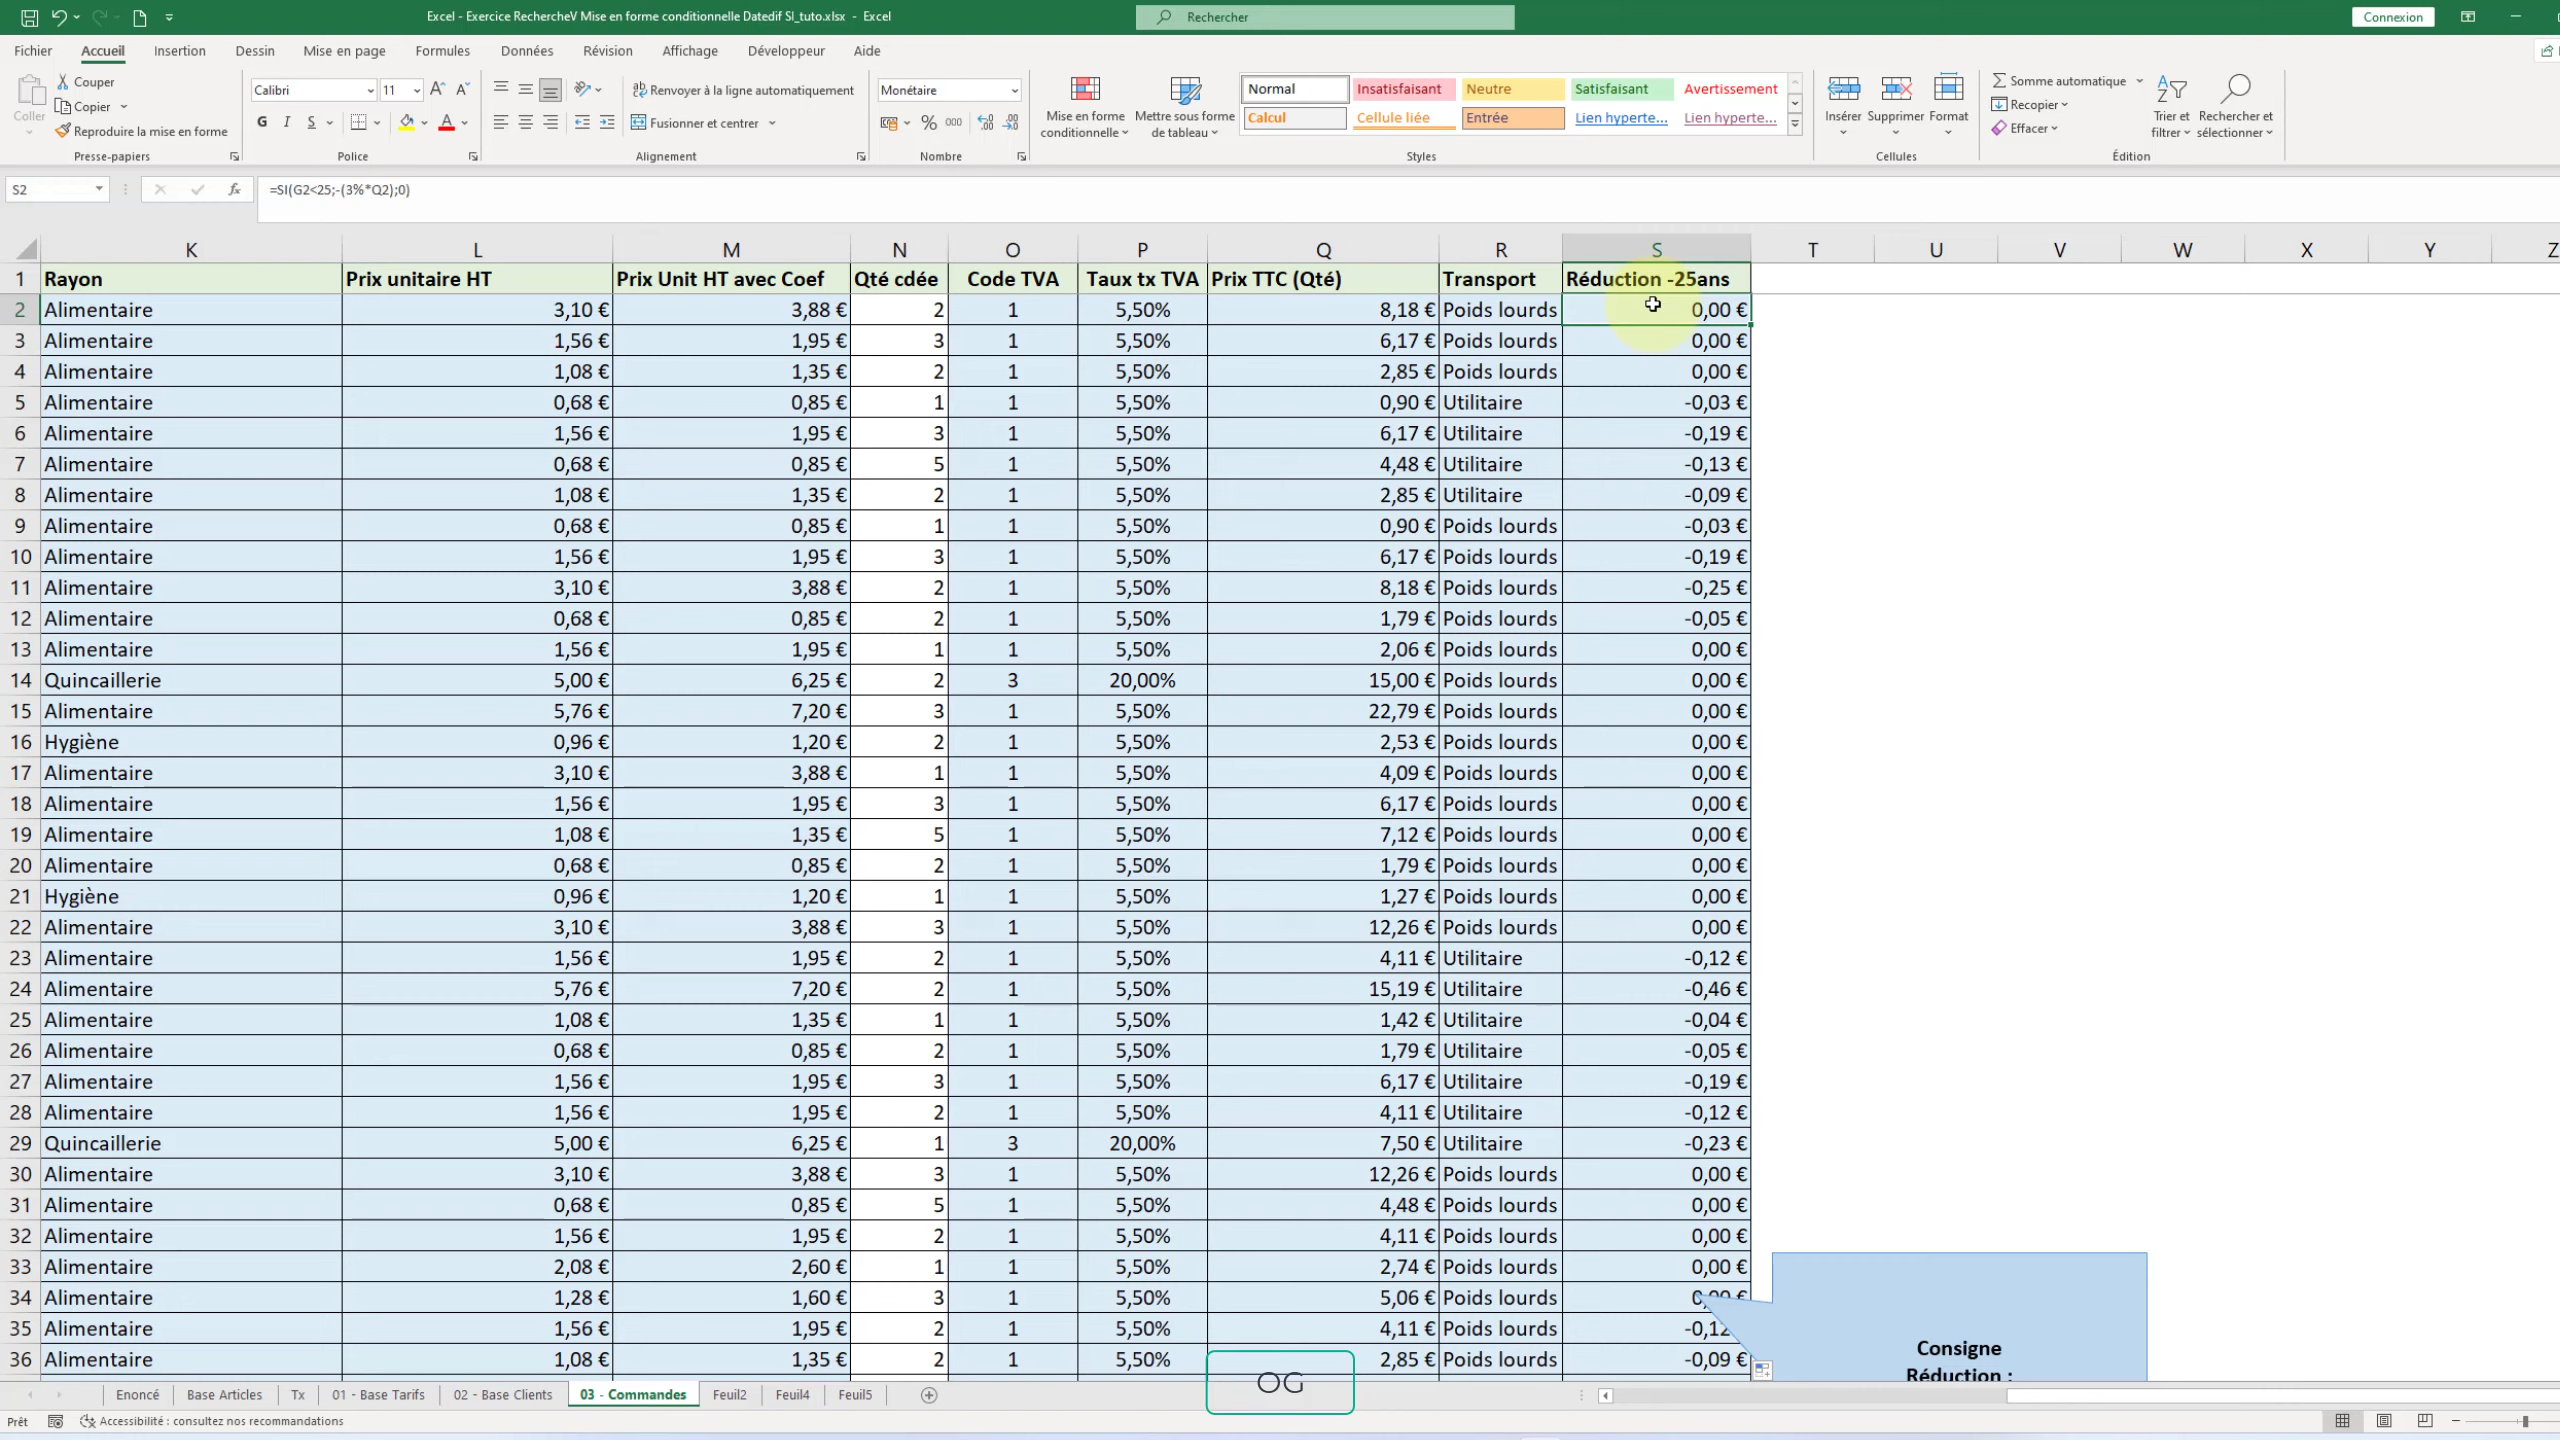 Excel - Exercice RechercheV Mise en forme conditionnelle Datedif SI_tuto.xlsx - Excel
Rechercher
Connexion
Fichier Accueil Insertion Dessin Mise en page Formules Données Révision Affichage Développeur Aide
Coller
Couper
Copier
Reproduire la mise en forme
Presse-papiers
Calibri 11
G I S
Police
Renvoyer à la ligne automatiquement
Fusionner et centrer
Alignement
Monétaire
% 000
Nombre
Mise en forme conditionnelle
Mettre sous forme de tableau
Normal Insatisfaisant Neutre Satisfaisant Avertissement
Calcul Cellule liée Entrée Lien hyperte... Lien hyperte...
Styles
Insérer Supprimer Format
Cellules
Somme automatique
Recopier
Effacer
Trier et filtrer
Rechercher et sélectionner
Édition
S2 fx =SI(G2<25;-(3%*Q2);0)
K L M N O P Q R S T U V W X Y Z
1 Rayon Prix unitaire HT Prix Unit HT avec Coef Qté cdée Code TVA Taux tx TVA Prix TTC (Qté) Transport Réduction -25ans
2 Alimentaire 3,10 € 3,88 € 2 1 5,50% 8,18 € Poids lourds 0,00 €
3 Alimentaire 1,56 € 1,95 € 3 1 5,50% 6,17 € Poids lourds 0,00 €
4 Alimentaire 1,08 € 1,35 € 2 1 5,50% 2,85 € Poids lourds 0,00 €
5 Alimentaire 0,68 € 0,85 € 1 1 5,50% 0,90 € Utilitaire -0,03 €
6 Alimentaire 1,56 € 1,95 € 3 1 5,50% 6,17 € Utilitaire -0,19 €
7 Alimentaire 0,68 € 0,85 € 5 1 5,50% 4,48 € Utilitaire -0,13 €
8 Alimentaire 1,08 € 1,35 € 2 1 5,50% 2,85 € Utilitaire -0,09 €
9 Alimentaire 0,68 € 0,85 € 1 1 5,50% 0,90 € Poids lourds -0,03 €
10 Alimentaire 1,56 € 1,95 € 3 1 5,50% 6,17 € Poids lourds -0,19 €
11 Alimentaire 3,10 € 3,88 € 2 1 5,50% 8,18 € Poids lourds -0,25 €
12 Alimentaire 0,68 € 0,85 € 2 1 5,50% 1,79 € Poids lourds -0,05 €
13 Alimentaire 1,56 € 1,95 € 1 1 5,50% 2,06 € Poids lourds 0,00 €
14 Quincaillerie 5,00 € 6,25 € 2 3 20,00% 15,00 € Poids lourds 0,00 €
15 Alimentaire 5,76 € 7,20 € 3 1 5,50% 22,79 € Poids lourds 0,00 €
16 Hygiène 0,96 € 1,20 € 2 1 5,50% 2,53 € Poids lourds 0,00 €
17 Alimentaire 3,10 € 3,88 € 1 1 5,50% 4,09 € Poids lourds 0,00 €
18 Alimentaire 1,56 € 1,95 € 3 1 5,50% 6,17 € Poids lourds 0,00 €
19 Alimentaire 1,08 € 1,35 € 5 1 5,50% 7,12 € Poids lourds 0,00 €
20 Alimentaire 0,68 € 0,85 € 2 1 5,50% 1,79 € Poids lourds 0,00 €
21 Hygiène 0,96 € 1,20 € 1 1 5,50% 1,27 € Poids lourds 0,00 €
22 Alimentaire 3,10 € 3,88 € 3 1 5,50% 12,26 € Poids lourds 0,00 €
23 Alimentaire 1,56 € 1,95 € 2 1 5,50% 4,11 € Utilitaire -0,12 €
24 Alimentaire 5,76 € 7,20 € 2 1 5,50% 15,19 € Utilitaire -0,46 €
25 Alimentaire 1,08 € 1,35 € 1 1 5,50% 1,42 € Utilitaire -0,04 €
26 Alimentaire 0,68 € 0,85 € 2 1 5,50% 1,79 € Utilitaire -0,05 €
27 Alimentaire 1,56 € 1,95 € 3 1 5,50% 6,17 € Utilitaire -0,19 €
28 Alimentaire 1,56 € 1,95 € 2 1 5,50% 4,11 € Utilitaire -0,12 €
29 Quincaillerie 5,00 € 6,25 € 1 3 20,00% 7,50 € Utilitaire -0,23 €
30 Alimentaire 3,10 € 3,88 € 3 1 5,50% 12,26 € Poids lourds 0,00 €
31 Alimentaire 0,68 € 0,85 € 5 1 5,50% 4,48 € Poids lourds 0,00 €
32 Alimentaire 1,56 € 1,95 € 2 1 5,50% 4,11 € Poids lourds 0,00 €
33 Alimentaire 2,08 € 2,60 € 1 1 5,50% 2,74 € Poids lourds 0,00 €
34 Alimentaire 1,28 € 1,60 € 3 1 5,50% 5,06 € Poids lourds 0,00 €
35 Alimentaire 1,56 € 1,95 € 2 1 5,50% 4,11 € Poids lourds -0,12
36 Alimentaire 1,08 € 1,35 € 2 1 5,50% 2,85 € Poids lourds -0,09 €
Consigne
Réduction :
OG
Enoncé Base Articles Tx 01 - Base Tarifs 02 - Base Clients 03 - Commandes Feuil2 Feuil4 Feuil5
Prêt Accessibilité : consultez nos recommandations